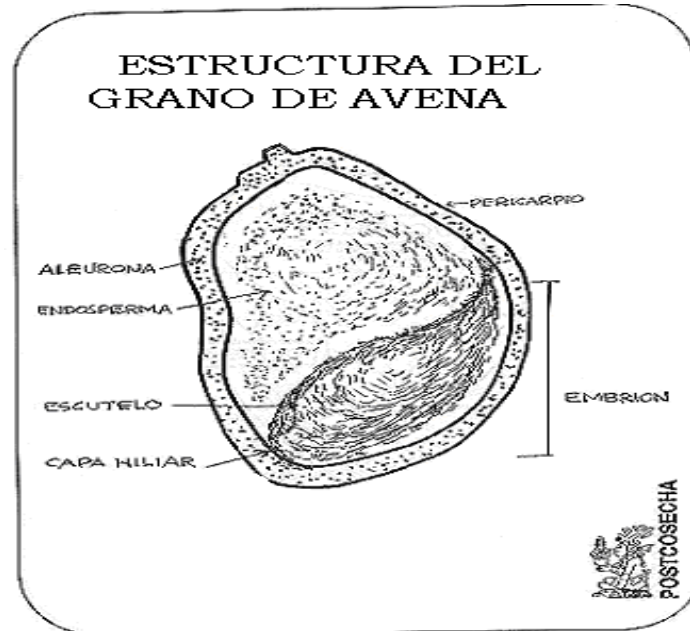 ESTRUCTURA DEL
GRANO DE AVENA
PERICARPIO
ALEURONA
ENDOSPERMA
ESCUTELO
EMBRION
CAPA HILIAR
POSTCOSECHA